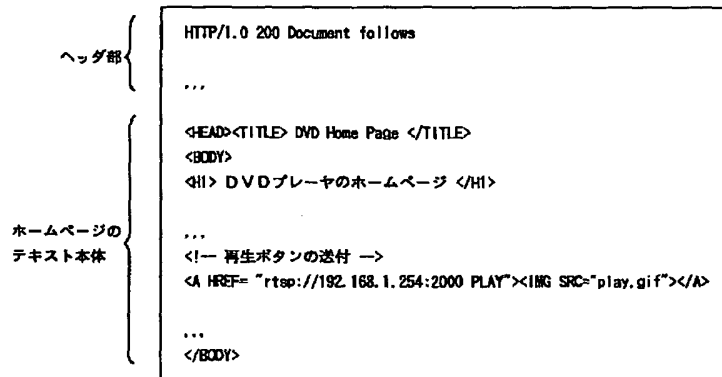 ヘッダ部
HTTP/1.0 200 Document follows
...
ホームページの
テキスト本体
<HEAD><TITLE> DVD Home Page </TITLE>
<BODY>
<H1> DVDプレーヤのホームページ </H1>
...
<!-- 再生ボタンの送付 -->
<A HREF= "rtsp://192.168.1.254:2000 PLAY"><IMG SRC="play.gif"></A>
...
</BODY>